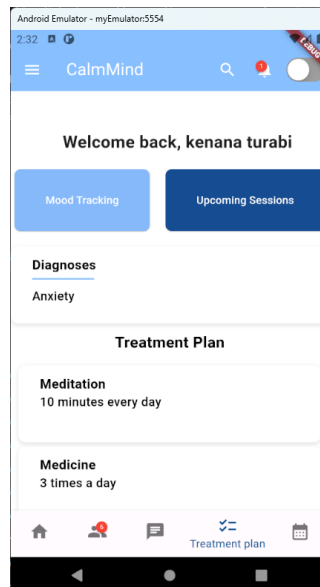 Android Emulator - myEmulator:5554
2:32
CalmMind
1
Welcome back, kenana turabi
Mood Tracking
Upcoming Sessions
Diagnoses
Anxiety
Treatment Plan
Meditation
10 minutes every day
Medicine
3 times a day
6
Treatment plan